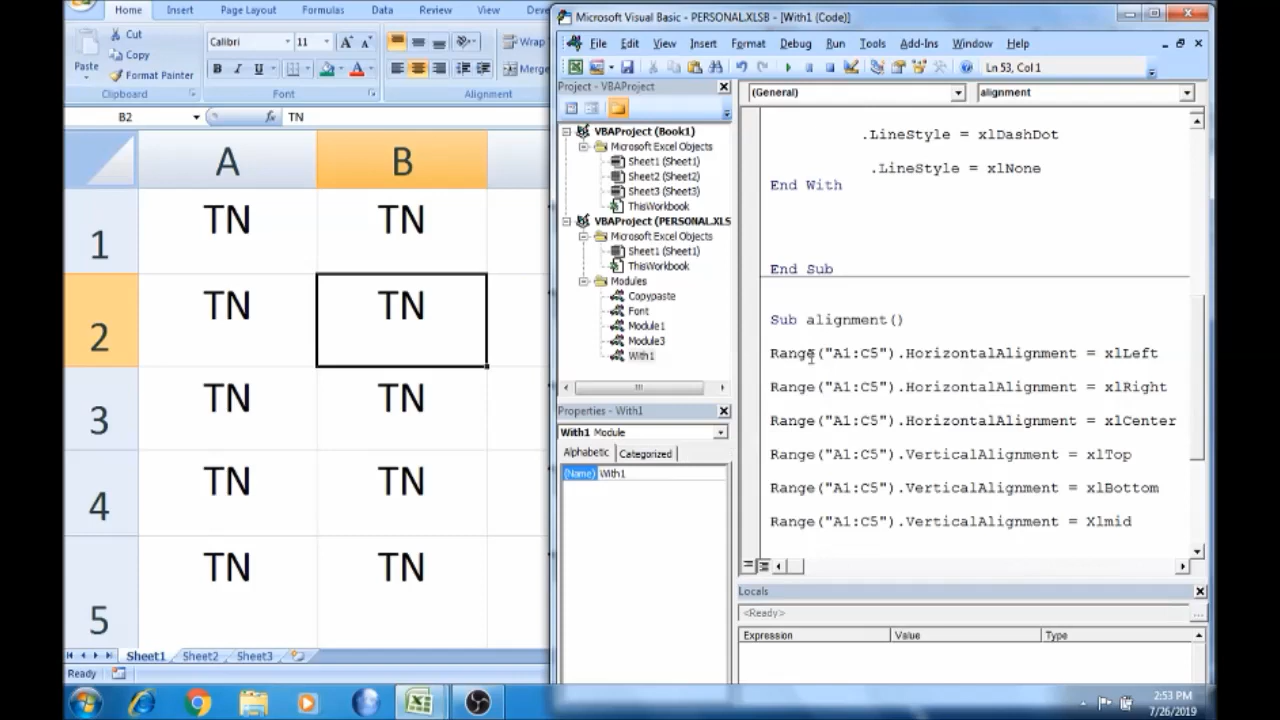 Home Insert Page Layout Formulas Data Review View
Cut
Copy
Paste
Format Painter
Clipboard
Calibri 11
B I U
Font
Wrap
Merge
Alignment
B2 fx TN
A B
1 TN TN
2 TN TN
3 TN TN
4 TN TN
5 TN TN
Sheet1 Sheet2 Sheet3
Ready
Microsoft Visual Basic - PERSONAL.XLSB - [With1 (Code)]
File Edit View Insert Format Debug Run Tools Add-Ins Window Help
Ln 53, Col 1
Project - VBAProject
VBAProject (Book1)
Microsoft Excel Objects
Sheet1 (Sheet1)
Sheet2 (Sheet2)
Sheet3 (Sheet3)
ThisWorkbook
VBAProject (PERSONAL.XLS
Microsoft Excel Objects
Sheet1 (Sheet1)
ThisWorkbook
Modules
Copypaste
Font
Module1
Module3
With1
Properties - With1
With1 Module
Alphabetic Categorized
(Name) With1
(General) alignment
.LineStyle = xlDashDot
.LineStyle = xlNone
End With
End Sub
Sub alignment()
Range("A1:C5").HorizontalAlignment = xlLeft
Range("A1:C5").HorizontalAlignment = xlRight
Range("A1:C5").HorizontalAlignment = xlCenter
Range("A1:C5").VerticalAlignment = xlTop
Range("A1:C5").VerticalAlignment = xlBottom
Range("A1:C5").VerticalAlignment = Xlmid
Locals
<Ready>
Expression Value Type
2:53 PM
7/26/2019